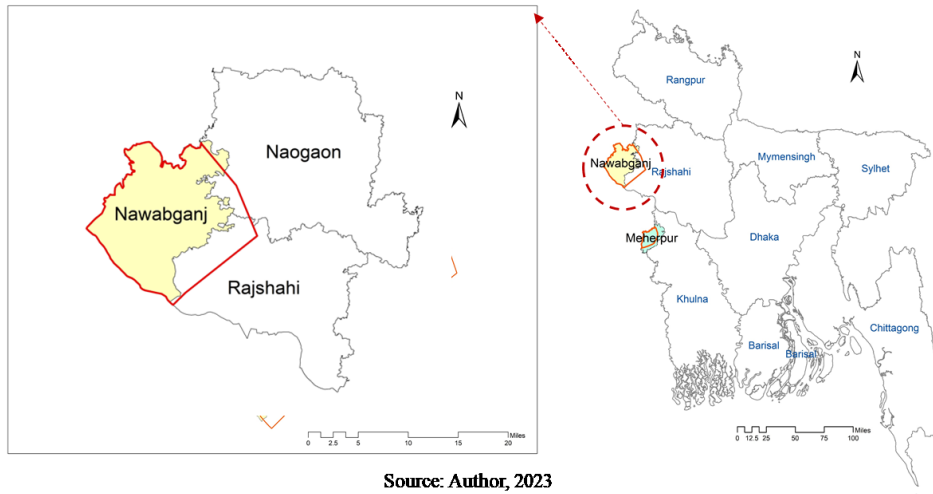 N
Naogaon
Nawabganj
Rajshahi
0 2.5 5 10 15 20
Miles
N
Rangpur
Nawabganj
Rajshahi
Mymensingh
Sylhet
Meherpur
Dhaka
Khulna
Chittagong
Barisal
Barisal
0 12.5 25 50 75 100
Miles
Source: Author, 2023